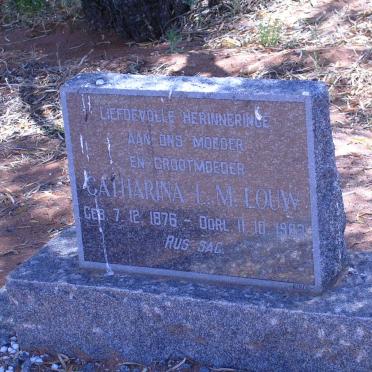 LIEFDEVOLLE HERINNERINGE
AAN ONS MOEDER
EN GROOTMOEDER
CATHARINA L. M. LOUW
GEB. 7. 12. 1876 - OORL. 11. 10. 1963
RUS SAG.